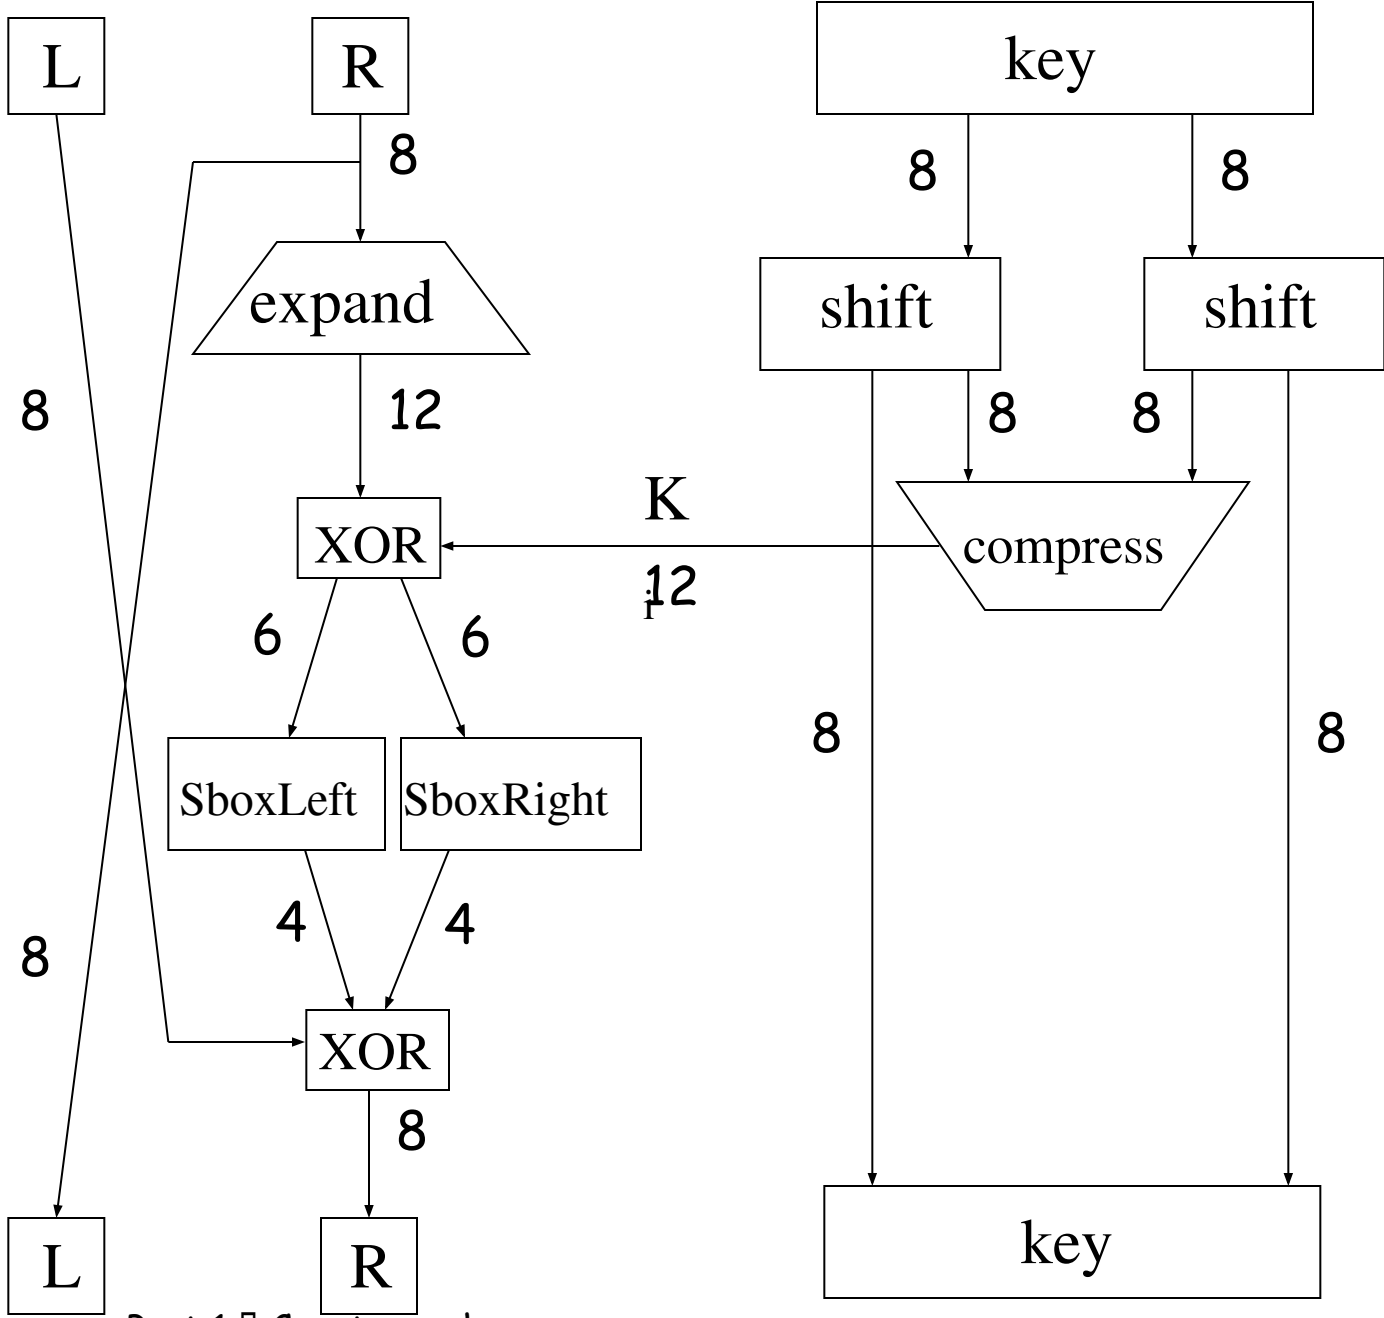 L R key
8 8 8
expand shift shift
8 12 8 8
K
XOR compress
12
i
6 6
8 8
SboxLeft SboxRight
4 4
8
XOR
8
L R key